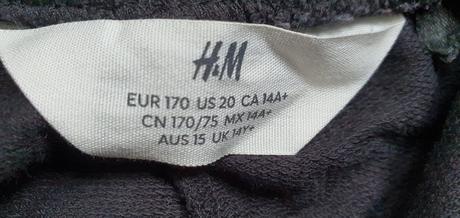 H&M
EUR 170 US 20 CA 14A+
CN 170/75 MX 14A+
AUS 15 UK 14Y+